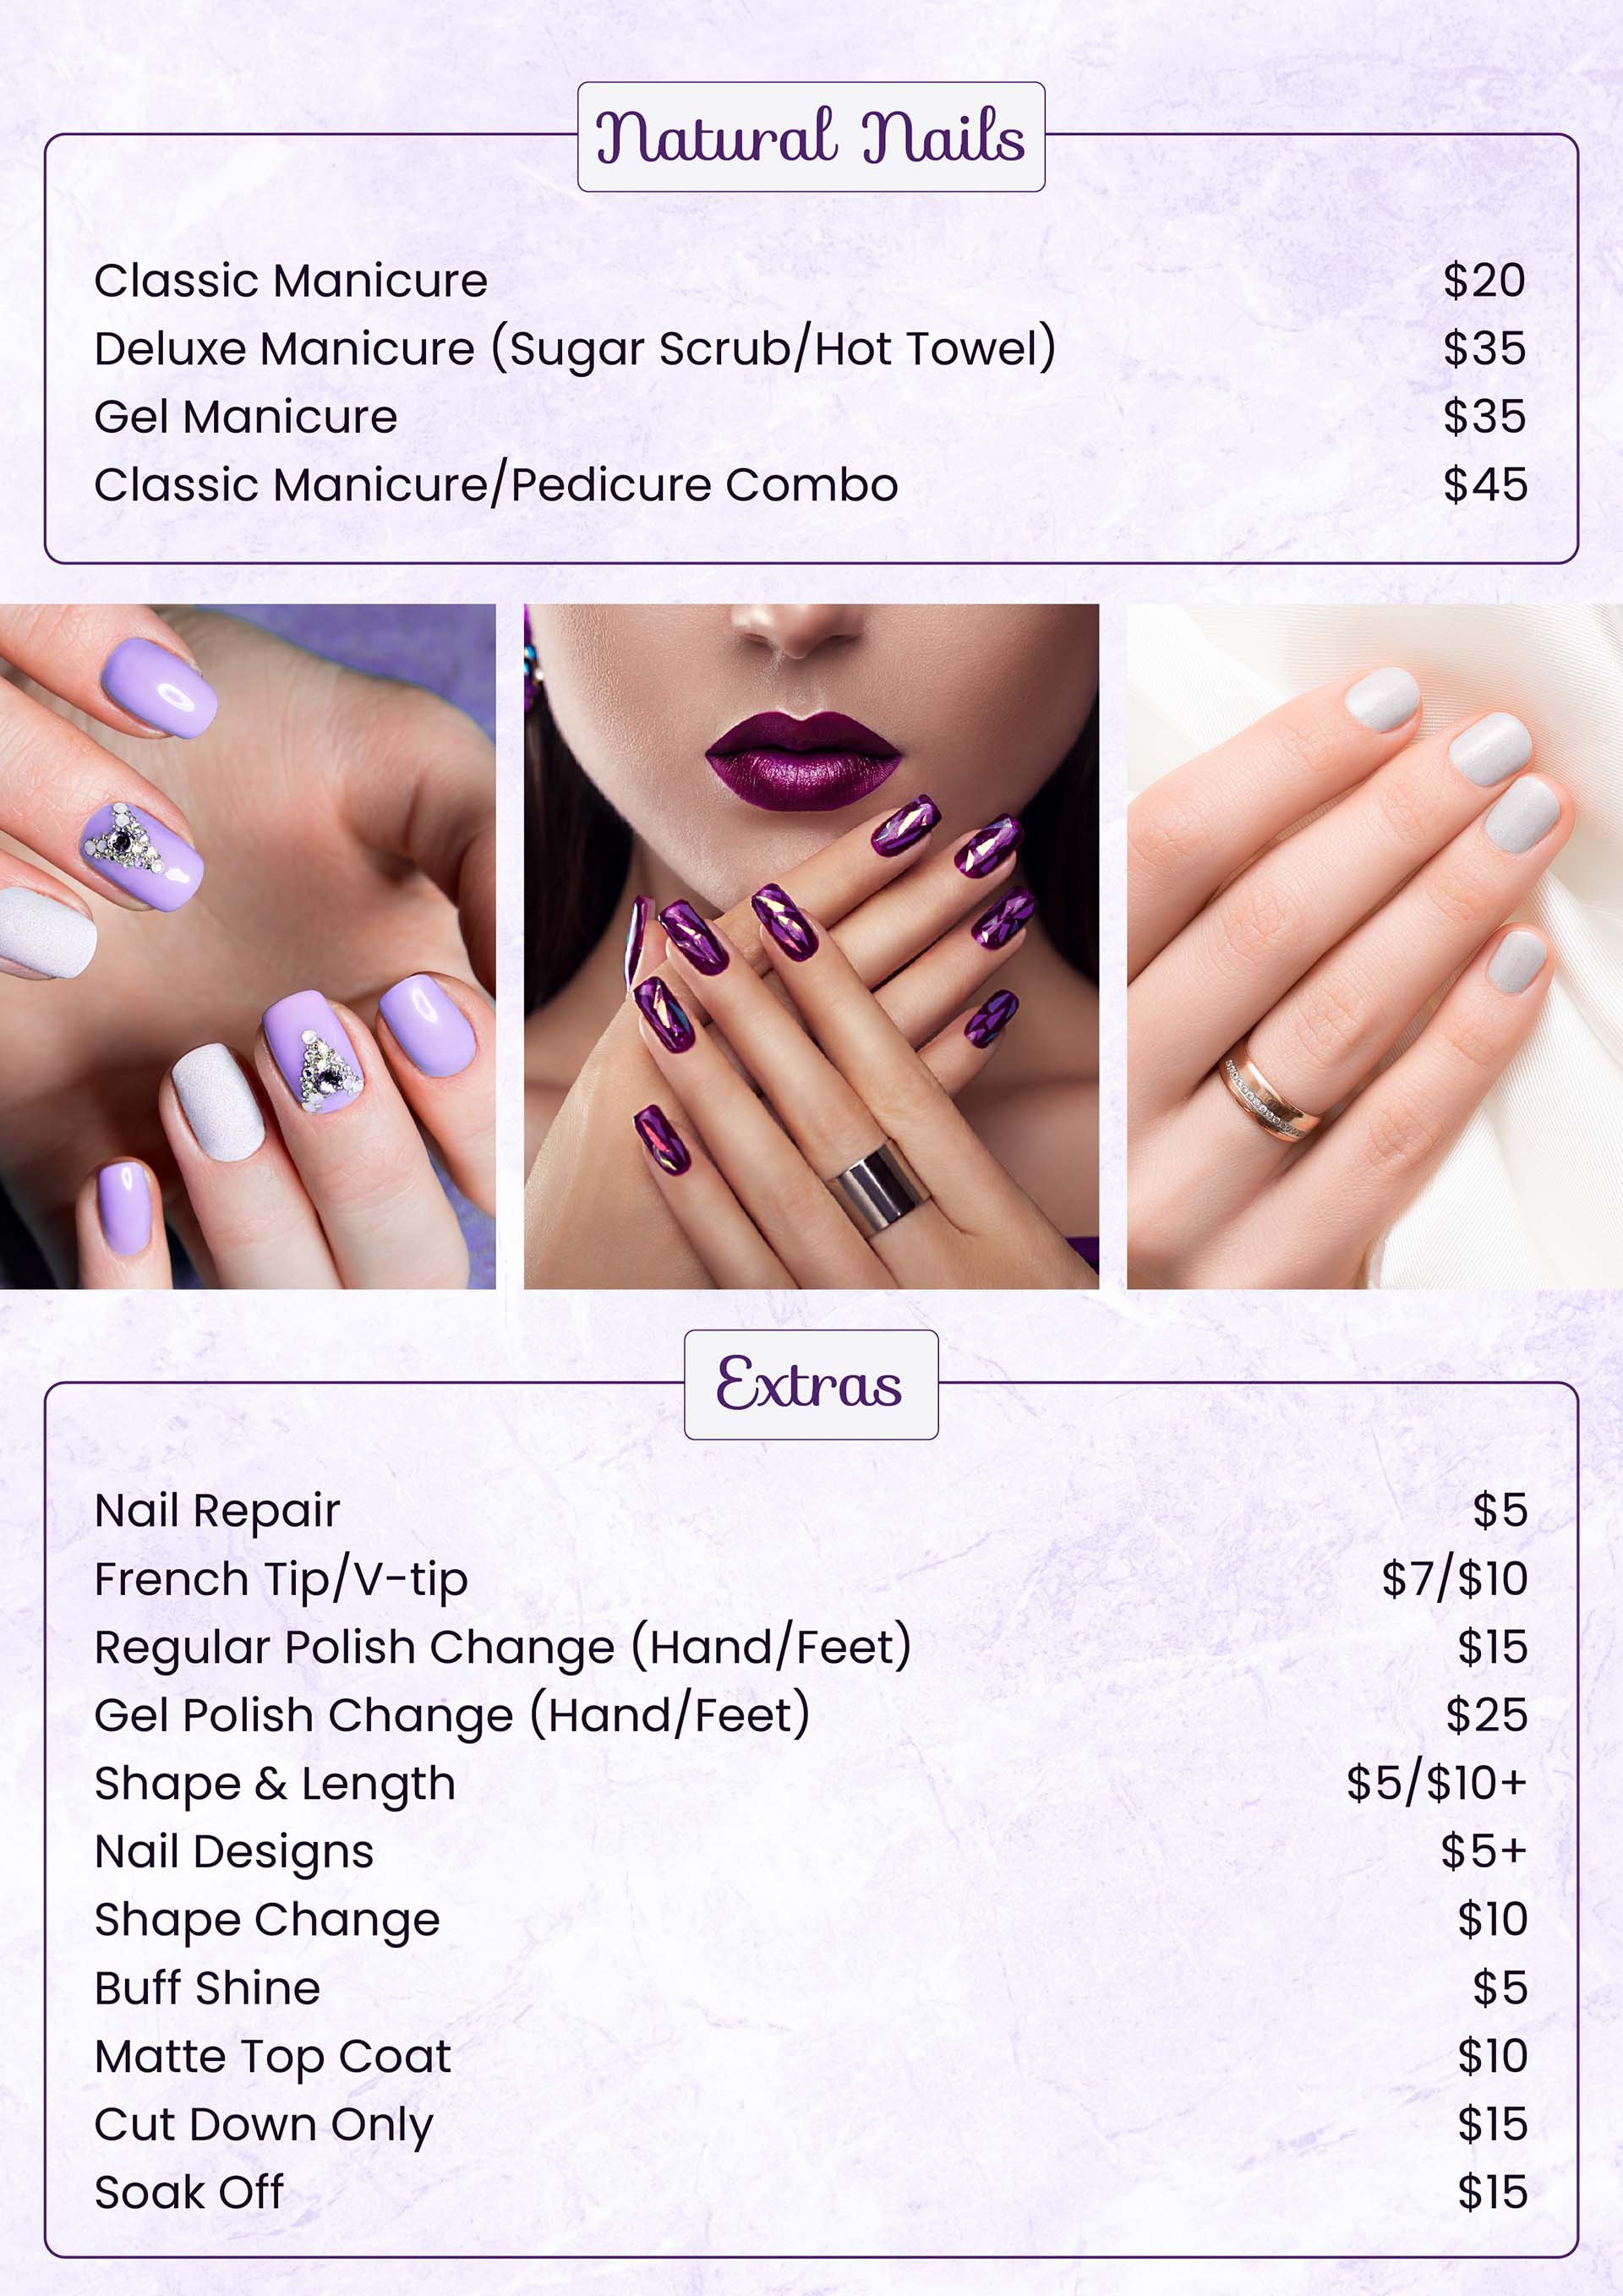 Natural Nails
Classic Manicure $20
Deluxe Manicure (Sugar Scrub/Hot Towel) $35
Gel Manicure $35
Classic Manicure/Pedicure Combo $45
Extras
Nail Repair $5
French Tip/V-tip $7/$10
Regular Polish Change (Hand/Feet) $15
Gel Polish Change (Hand/Feet) $25
Shape & Length $5/$10+
Nail Designs $5+
Shape Change $10
Buff Shine $5
Matte Top Coat $10
Cut Down Only $15
Soak Off $15